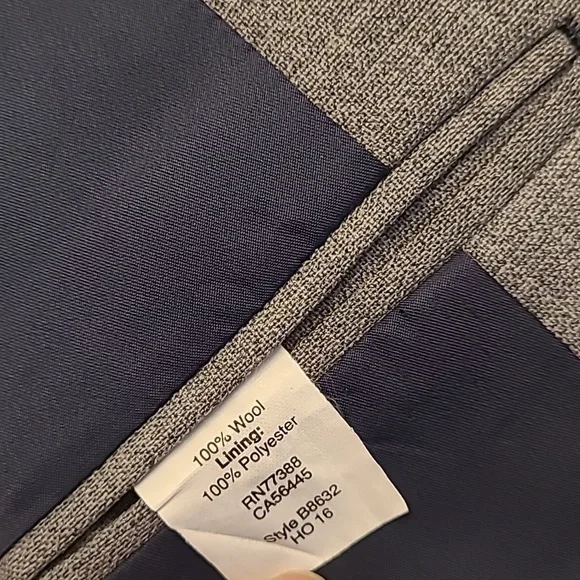 100% Wool
Lining:
100% Polyester
RN77388
CA56445
Style B8632
HO 16